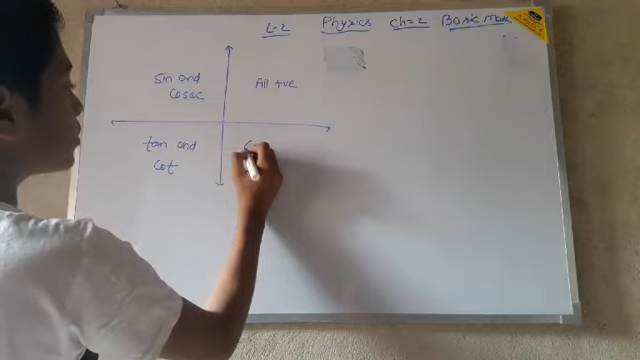 L-2 Physics Ch=2 Basic math
Sin and
Cosec
All +ve
tan and
Cot
C